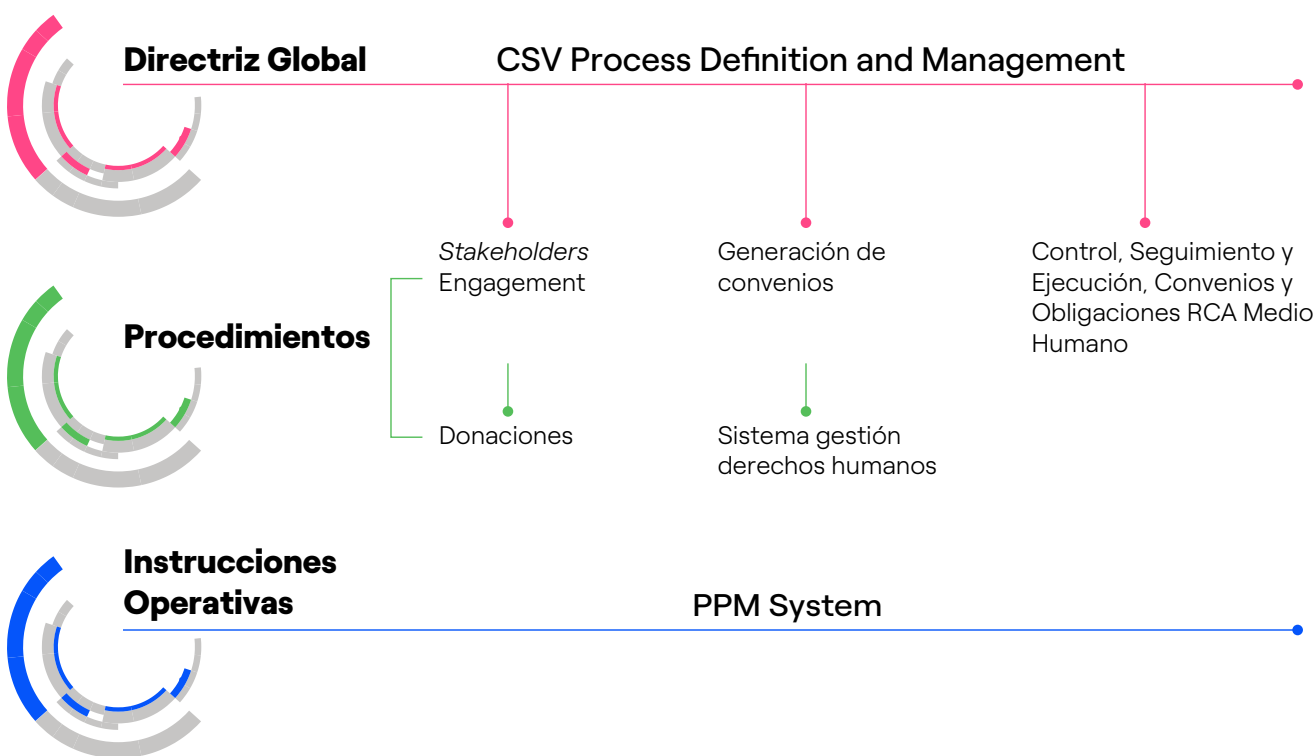 Directriz Global
CSV Process Definition and Management
Stakeholders
Engagement
Generación de
convenios
Control, Seguimiento y
Ejecución, Convenios y
Obligaciones RCA Medio
Humano
Procedimientos
Donaciones
Sistema gestión
derechos humanos
Instrucciones
Operativas
PPM System